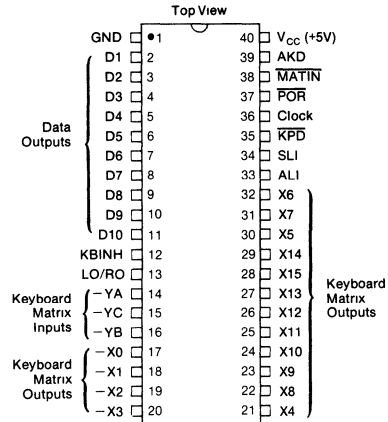 Top View
GND 1 40 VCC (+5V)
D1 2 39 AKD
D2 3 38 MATIN
D3 4 37 POR
D4 5 36 Clock
D5 6 35 KPD
D6 7 34 SLI
D7 8 33 ALI
D8 9 32 X6
D9 10 31 X7
D10 11 30 X5
KBINH 12 29 X14
LO/RO 13 28 X15
-YA 14 27 X13
-YC 15 26 X12
-YB 16 25 X11
-X0 17 24 X10
-X1 18 23 X9
-X2 19 22 X8
-X3 20 21 X4
Data
Outputs
Keyboard
Matrix
Inputs
Keyboard
Matrix
Outputs
Keyboard
Matrix
Outputs